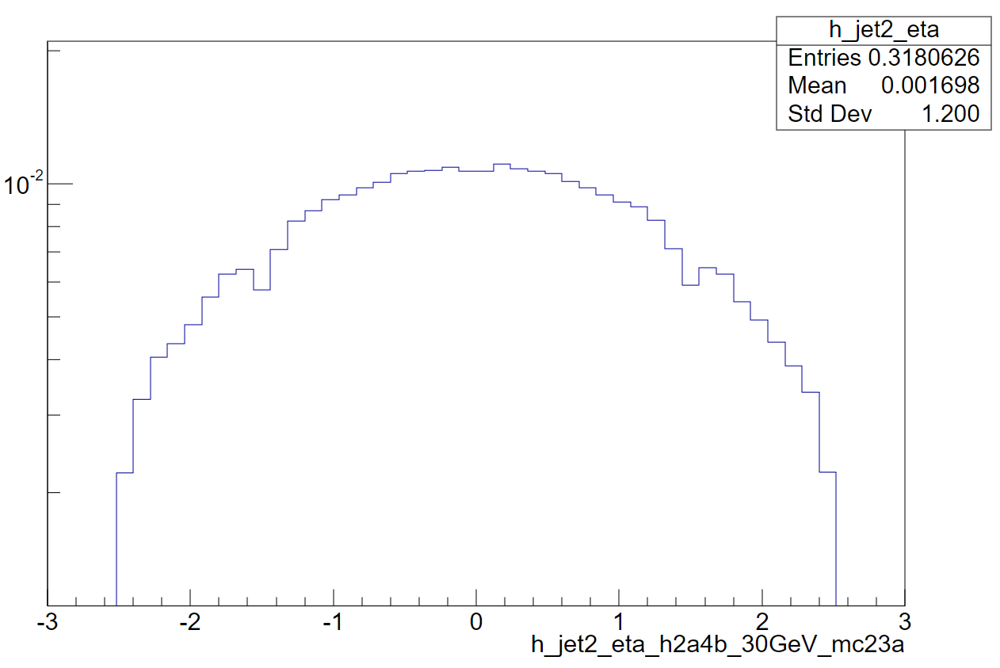 h_jet2_eta
Entries 0.3180626
Mean 0.001698
Std Dev 1.200
10-2
-3 -2 -1 0 1 2 3
h_jet2_eta_h2a4b_30GeV_mc23a